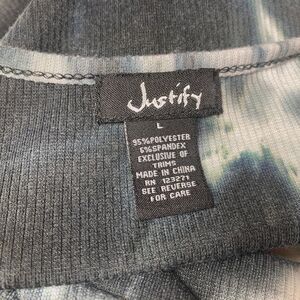 Justify
L
95%POLYESTER
5%SPANDEX
EXCLUSIVE OF
TRIMS
MADE IN CHINA
RN 123271
SEE REVERSE
FOR CARE